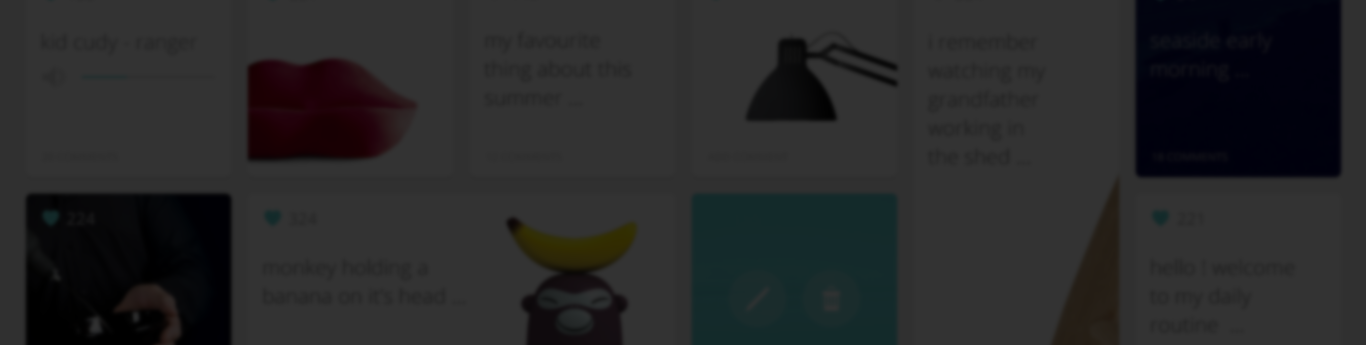 kid cudy - ranger
my favourite
thing about this
summer ...
i remember
watching my
grandfather
working in
the shed ...
seaside early
morning ...
224
324
monkey holding a
banana on it's head ...
221
hello I welcome
to my daily
routine ...